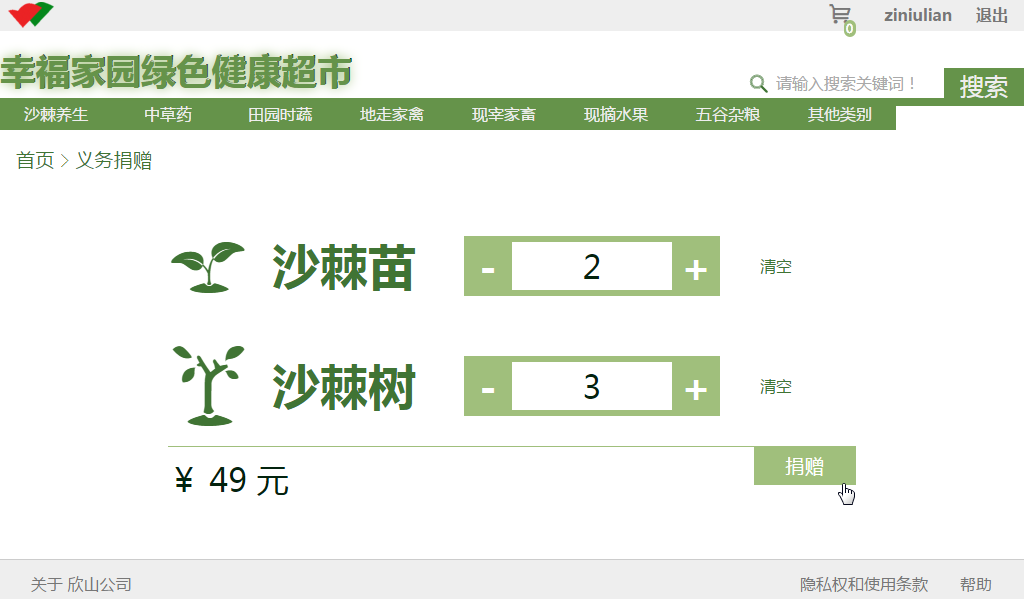 0 ziniulian 退出
幸福家园绿色健康超市
请输入搜索关键词！ 搜索
沙棘养生 中草药 田园时蔬 地走家禽 现宰家畜 现摘水果 五谷杂粮 其他类别
首页 > 义务捐赠
沙棘苗 - 2 + 清空
沙棘树 - 3 + 清空
¥ 49 元 捐赠
关于 欣山公司 隐私权和使用条款 帮助